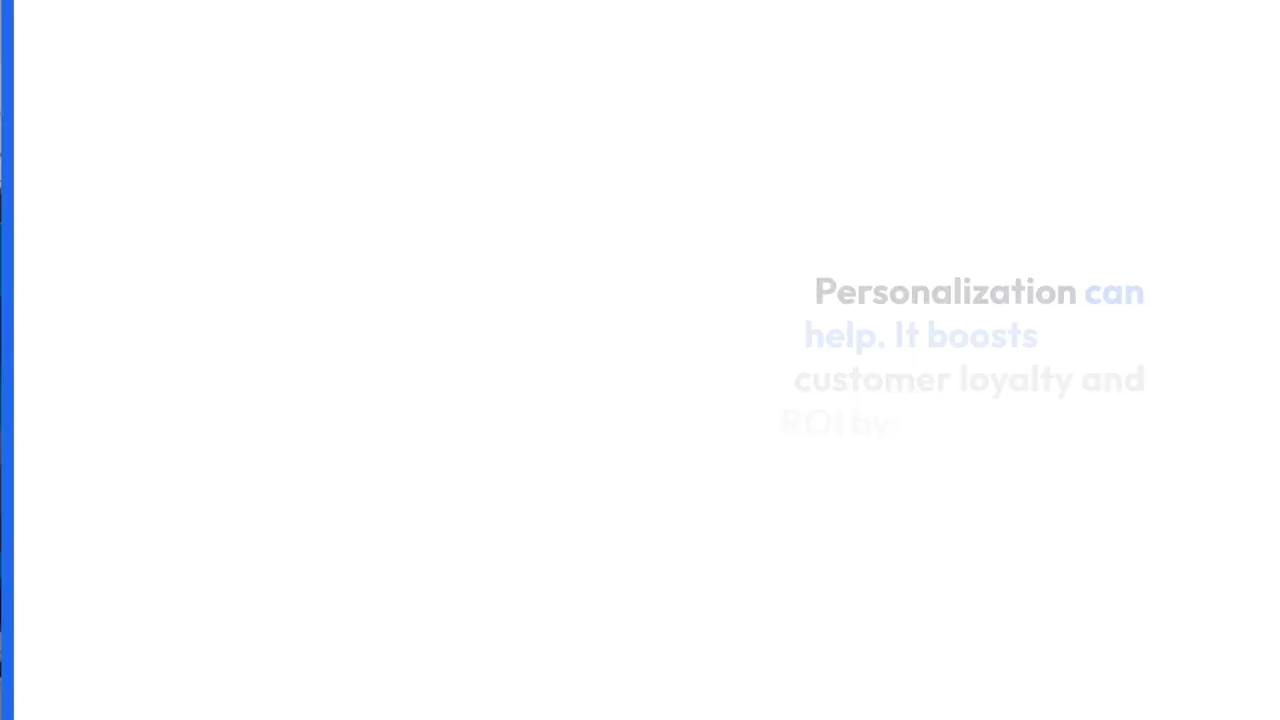 Personalization can
help. It boosts
customer loyalty and
ROI by: